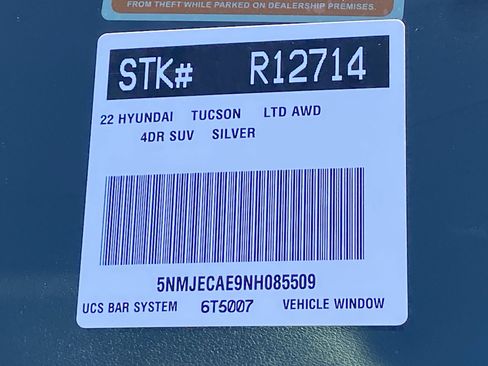 FROM THEFT WHILE PARKED ON DEALERSHIP PREMISES.
STK# R12714
22 HYUNDAI TUCSON LTD AWD
4DR SUV SILVER
5NMJECAE9NH085509
UCS BAR SYSTEM 6T5007 VEHICLE WINDOW